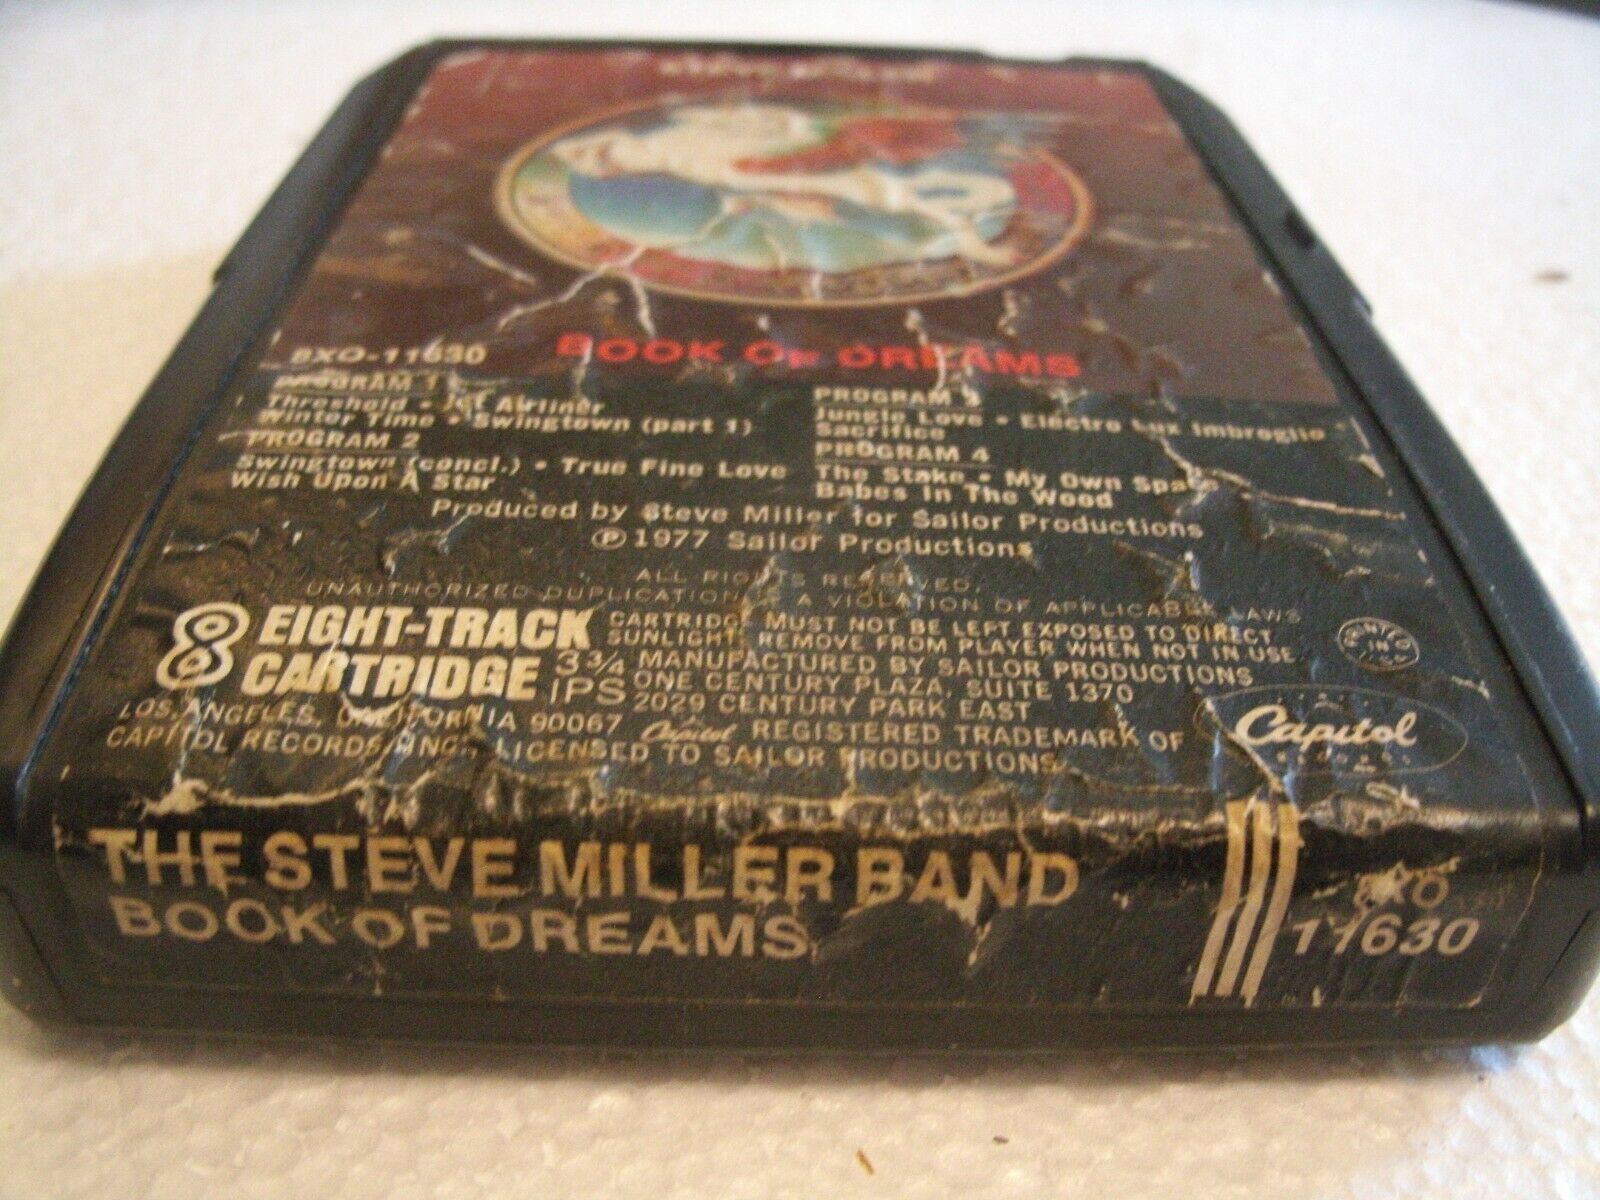 8XO-11630
BOOK OF DREAMS
PROGRAM 1
Threshold • Jet Airliner
Winter Time • Swingtown (part 1)
PROGRAM 2
Swingtown (concl.) • True Fine Love
Wish Upon A Star
PROGRAM 3
Jungle Love • Electro Lux Imbroglio •
Sacrifice
PROGRAM 4
The Stake • My Own Space
Babes In The Wood
Produced by Steve Miller for Sailor Productions
℗ 1977 Sailor Productions
ALL RIGHTS RESERVED.
UNAUTHORIZED DUPLICATION IS A VIOLATION OF APPLICABLE LAWS
8 EIGHT-TRACK
CARTRIDGE
3¾
IPS
CARTRIDGE MUST NOT BE LEFT EXPOSED TO DIRECT
SUNLIGHT. REMOVE FROM PLAYER WHEN NOT IN USE
MANUFACTURED BY SAILOR PRODUCTIONS
ONE CENTURY PLAZA, SUITE 1370
2029 CENTURY PARK EAST
LOS ANGELES, CALIFORNIA 90067 Capitol REGISTERED TRADEMARK OF
CAPITOL RECORDS, INC., LICENSED TO SAILOR PRODUCTIONS
PRINTED
IN
U.S.A.
Capitol
RECORDS
THE STEVE MILLER BAND
BOOK OF DREAMS
8XO
11630